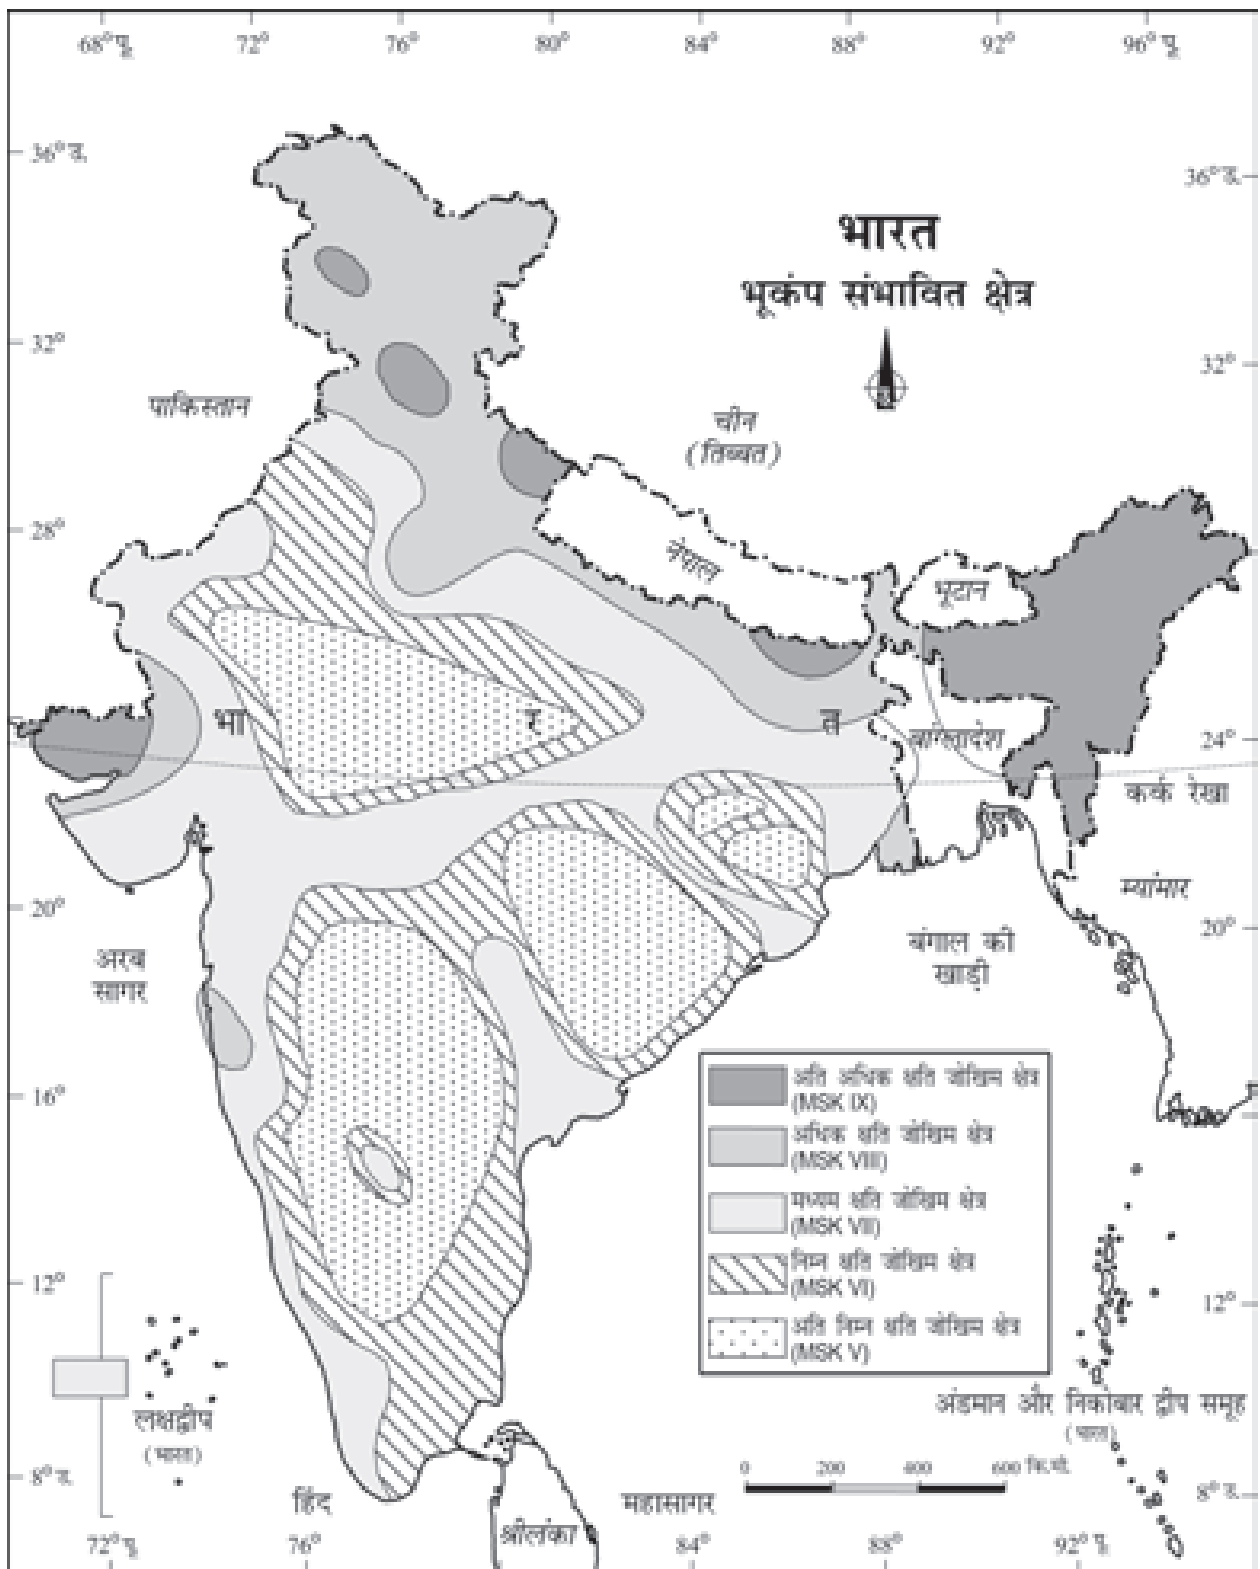 68° पू.
72°
76°
80°
84°
88°
92°
96° पू.
36° उ.
36° उ.
भारत
भूकंप संभावित क्षेत्र
32°
32°
पाकिस्तान
चीन
(तिब्बत)
28°
नेपाल
भूटान
भा
र
त
बांग्लादेश
24°
कर्क रेखा
म्यांमार
20°
20°
अरब
सागर
बंगाल की
खाड़ी
16°
अति अधिक क्षति जोखिम क्षेत्र
(MSK IX)
अधिक क्षति जोखिम क्षेत्र
(MSK VIII)
मध्यम क्षति जोखिम क्षेत्र
(MSK VII)
निम्न क्षति जोखिम क्षेत्र
(MSK VI)
अति निम्न क्षति जोखिम क्षेत्र
(MSK V)
12°
12°
लक्षद्वीप
(भारत)
अंडमान और निकोबार द्वीप समूह
(भारत)
0 200 400 600 कि.मी.
8° उ.
8° उ.
हिंद
महासागर
श्रीलंका
72° पू.
76°
84°
88°
92° पू.